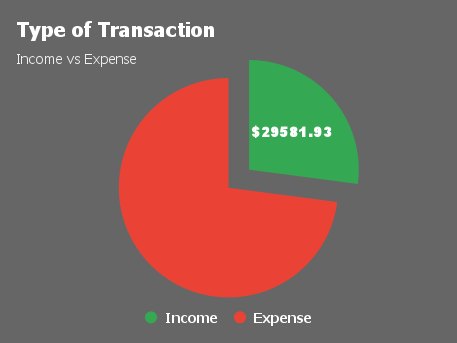 Type of Transaction
Income vs Expense
$29581.93
Income
Expense